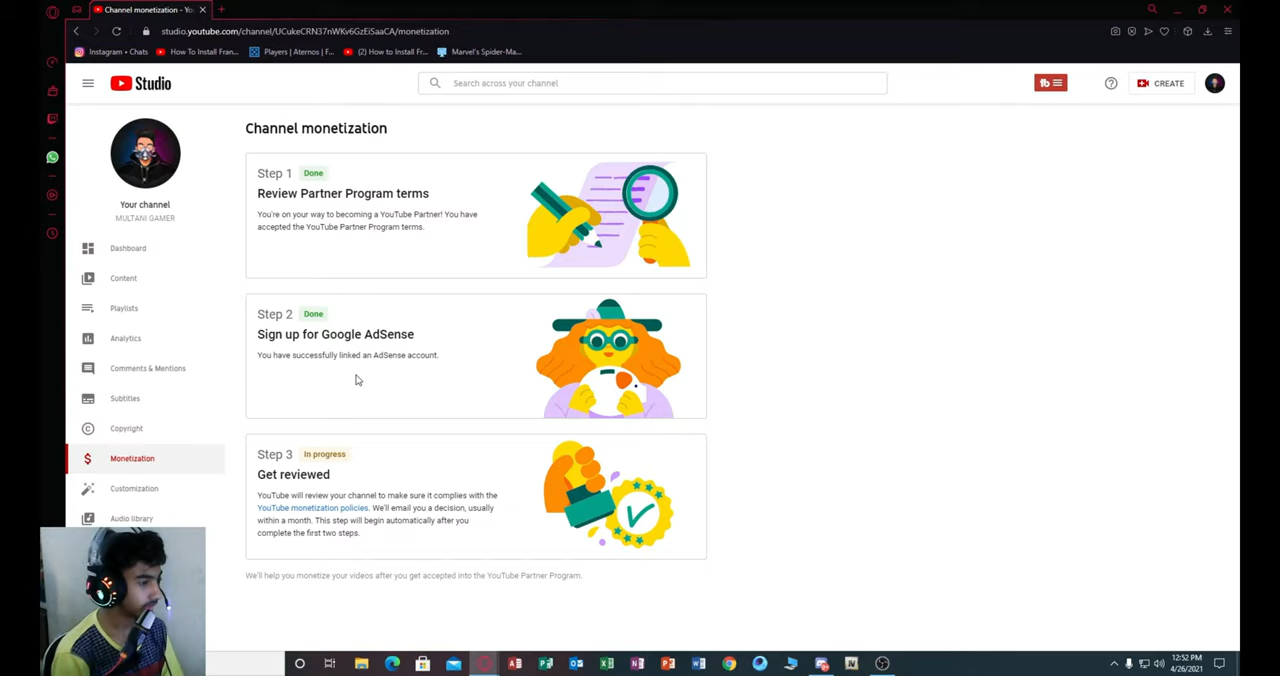 Channel monetization - Yo
studio.youtube.com/channel/UCukeCRN37nWKv6GzEiSaaCA/monetization
Instagram • Chats
How To Install Fran...
Players | Aternos | F...
(2) How to Install Fr...
Marvel's Spider-Ma...
Studio
Search across your channel
tb
CREATE
Channel monetization
Your channel
MULTANI GAMER
Dashboard
Content
Playlists
Analytics
Comments & Mentions
Subtitles
Copyright
Monetization
Customization
Audio library
Step 1 Done
Review Partner Program terms
You're on your way to becoming a YouTube Partner! You have
accepted the YouTube Partner Program terms.
Step 2 Done
Sign up for Google AdSense
You have successfully linked an AdSense account.
Step 3 In progress
Get reviewed
YouTube will review your channel to make sure it complies with the
YouTube monetization policies. We'll email you a decision, usually
within a month. This step will begin automatically after you
complete the first two steps.
We'll help you monetize your videos after you get accepted into the YouTube Partner Program.
12:52 PM
4/26/2021